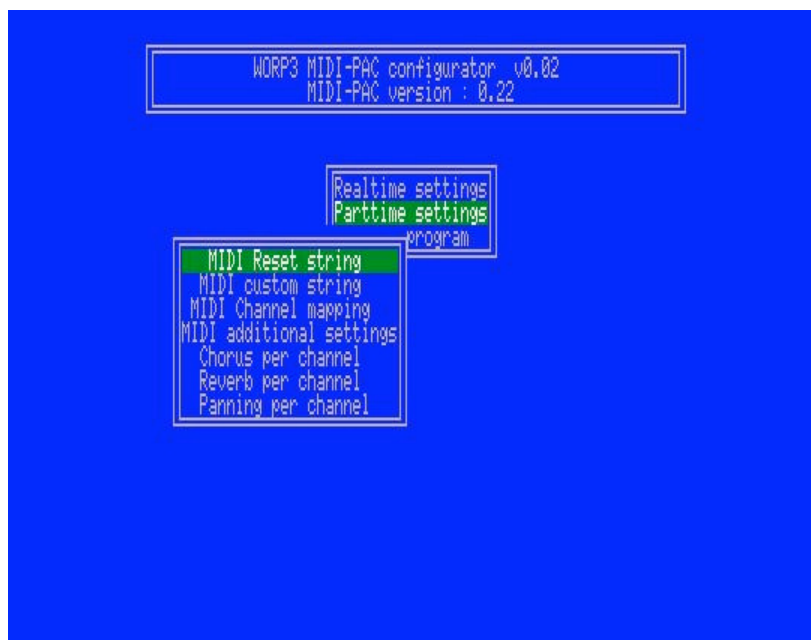 WORP3 MIDI-PAC configurator v0.02
MIDI-PAC version : 0.22
Realtime settings
Parttime settings
program
MIDI Reset string
MIDI custom string
MIDI Channel mapping
MIDI additional settings
Chorus per channel
Reverb per channel
Panning per channel